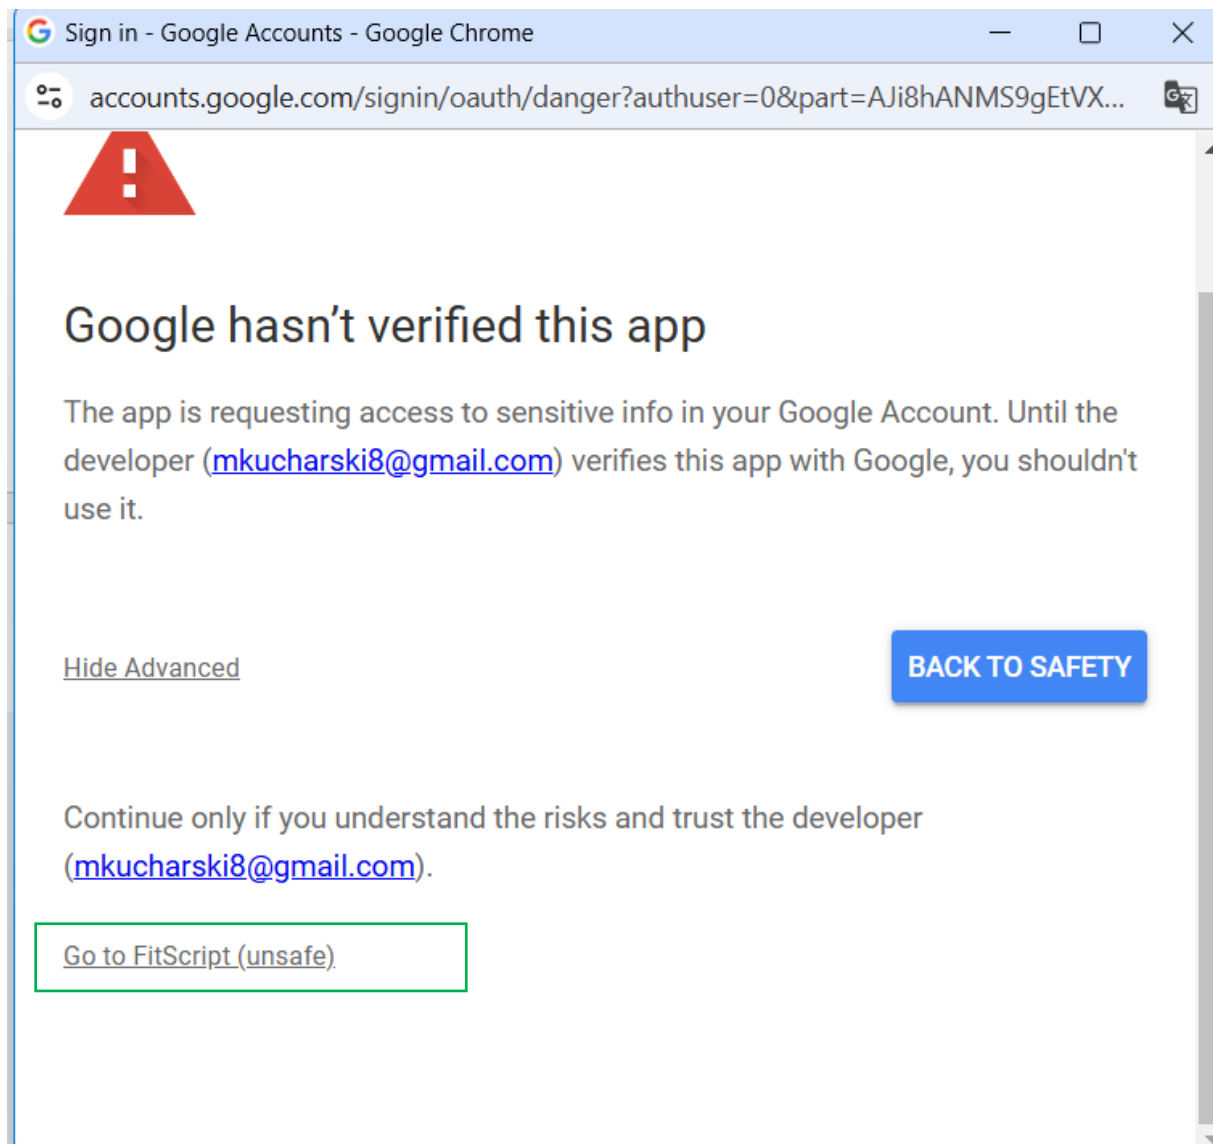 Sign in - Google Accounts - Google Chrome
accounts.google.com/signin/oauth/danger?authuser=0&part=AJi8hANMS9gEtVX...
Google hasn’t verified this app
The app is requesting access to sensitive info in your Google Account. Until the
developer (mkucharski8@gmail.com) verifies this app with Google, you shouldn't
use it.
Hide Advanced
BACK TO SAFETY
Continue only if you understand the risks and trust the developer
(mkucharski8@gmail.com).
Go to FitScript (unsafe)